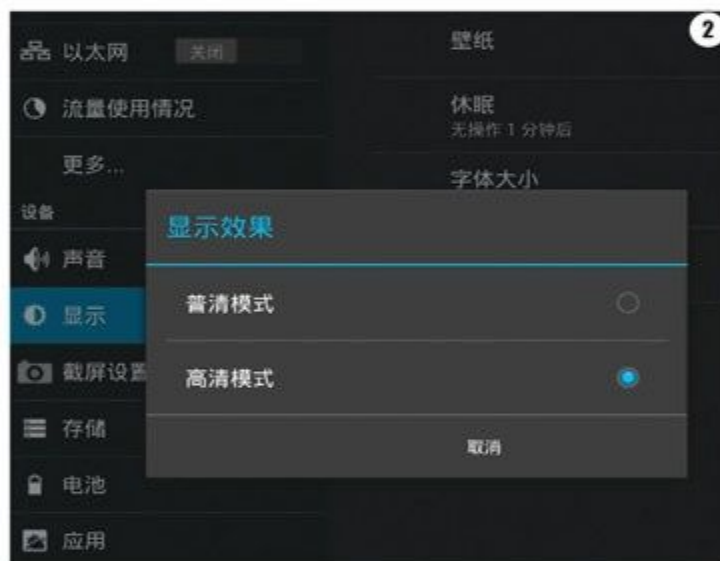 2
以太网 关闭
流量使用情况
更多...
设备
声音
显示
截屏设置
存储
电池
应用
壁纸
休眠
无操作 1 分钟后
字体大小
显示效果
普清模式
高清模式
取消